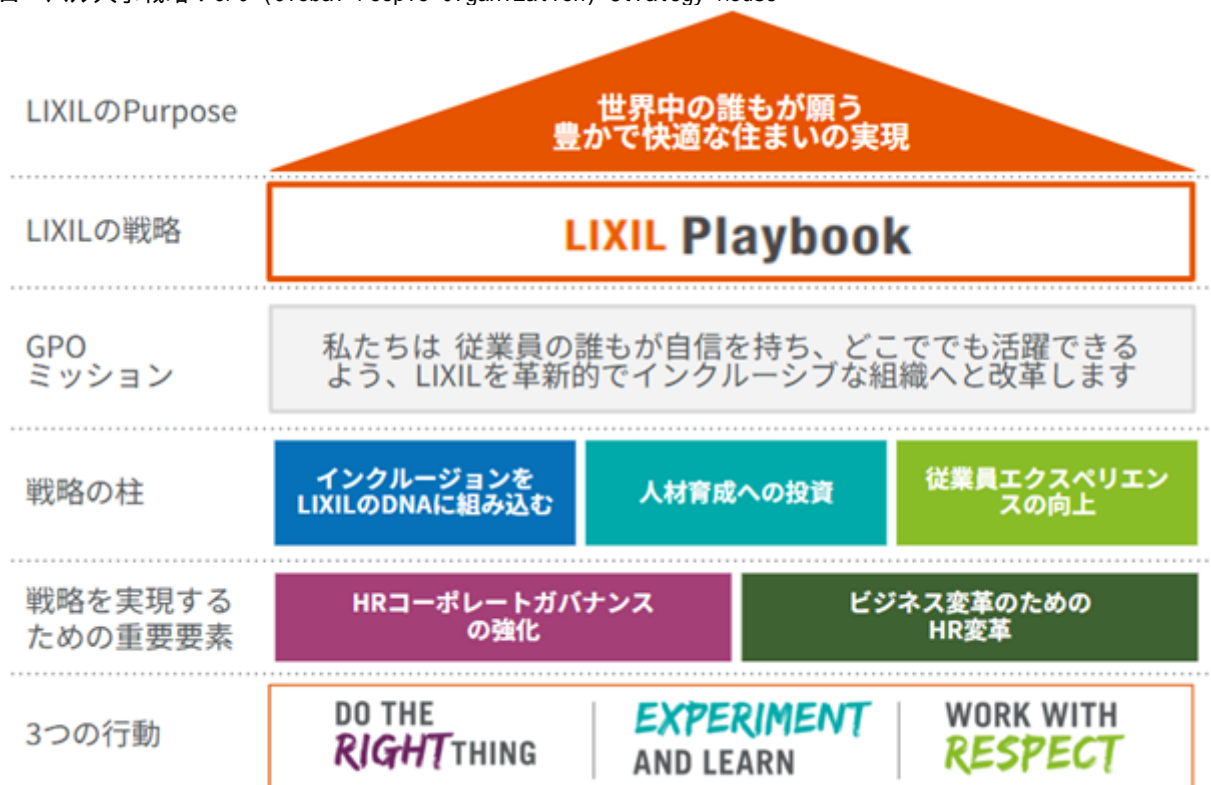 GPO (Global People Organization) Strategy House
LIXILのPurpose
世界中の誰もが願う
豊かで快適な住まいの実現
LIXILの戦略
LIXIL Playbook
GPO
ミッション
私たちは 従業員の誰もが自信を持ち、どこででも活躍できる
よう、LIXILを革新的でインクルーシブな組織へと改革します
戦略の柱
インクルージョンを
LIXILのDNAに組み込む
人材育成への投資
従業員エクスペリエン
スの向上
戦略を実現する
ための重要要素
HRコーポレートガバナンス
の強化
ビジネス変革のための
HR変革
3つの行動
DO THE
RIGHT THING
EXPERIMENT
AND LEARN
WORK WITH
RESPECT